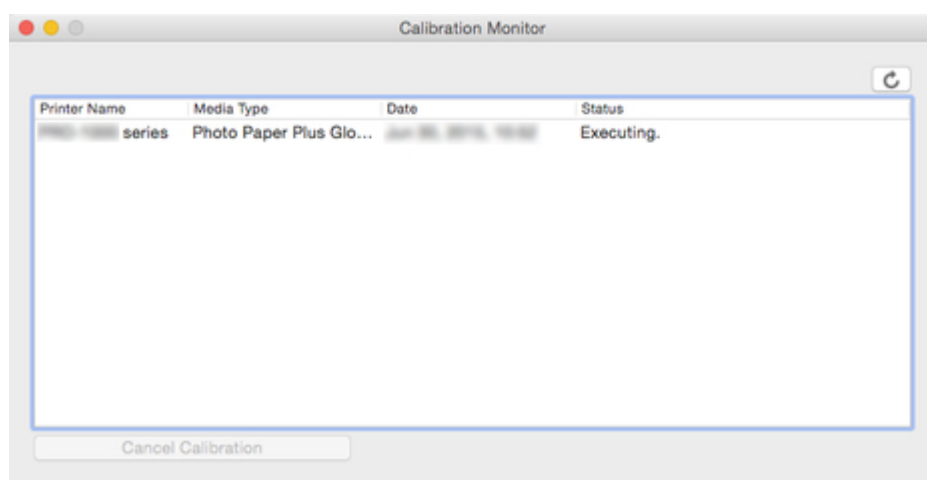 Calibration Monitor
Printer Name Media Type Date Status
series Photo Paper Plus Glo... Executing.
Cancel Calibration